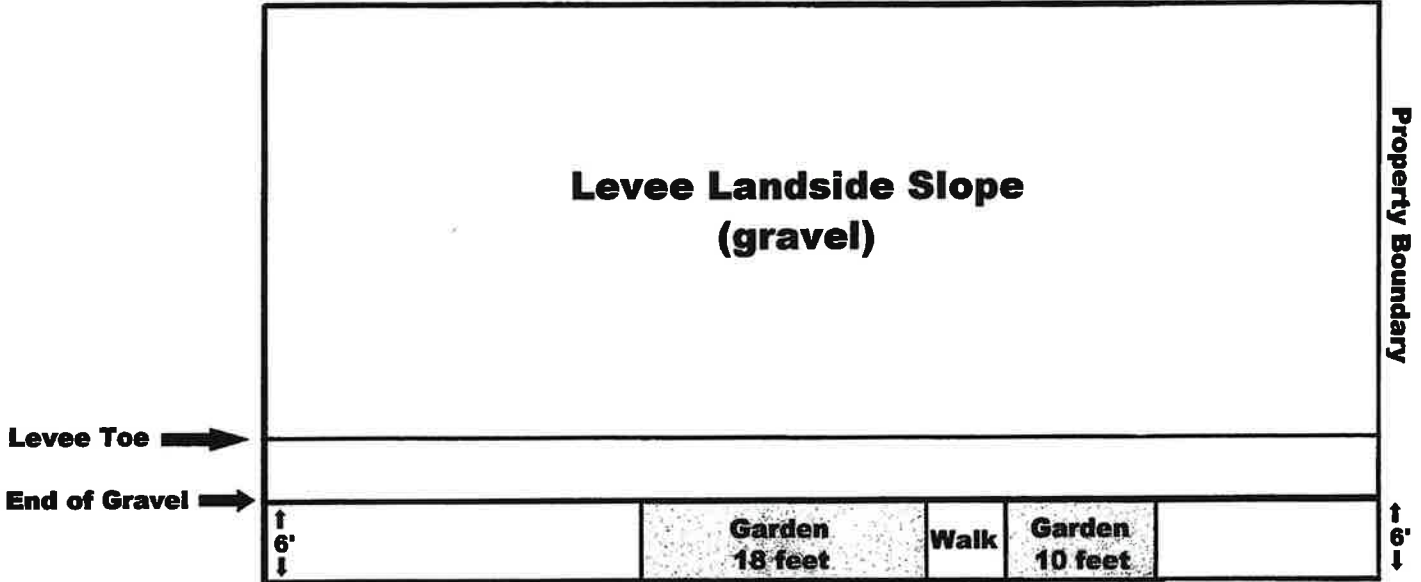 Levee Landside Slope
(gravel)
Property Boundary
Levee Toe
End of Gravel
6'
Garden
18 feet
Walk
Garden
10 feet
6'